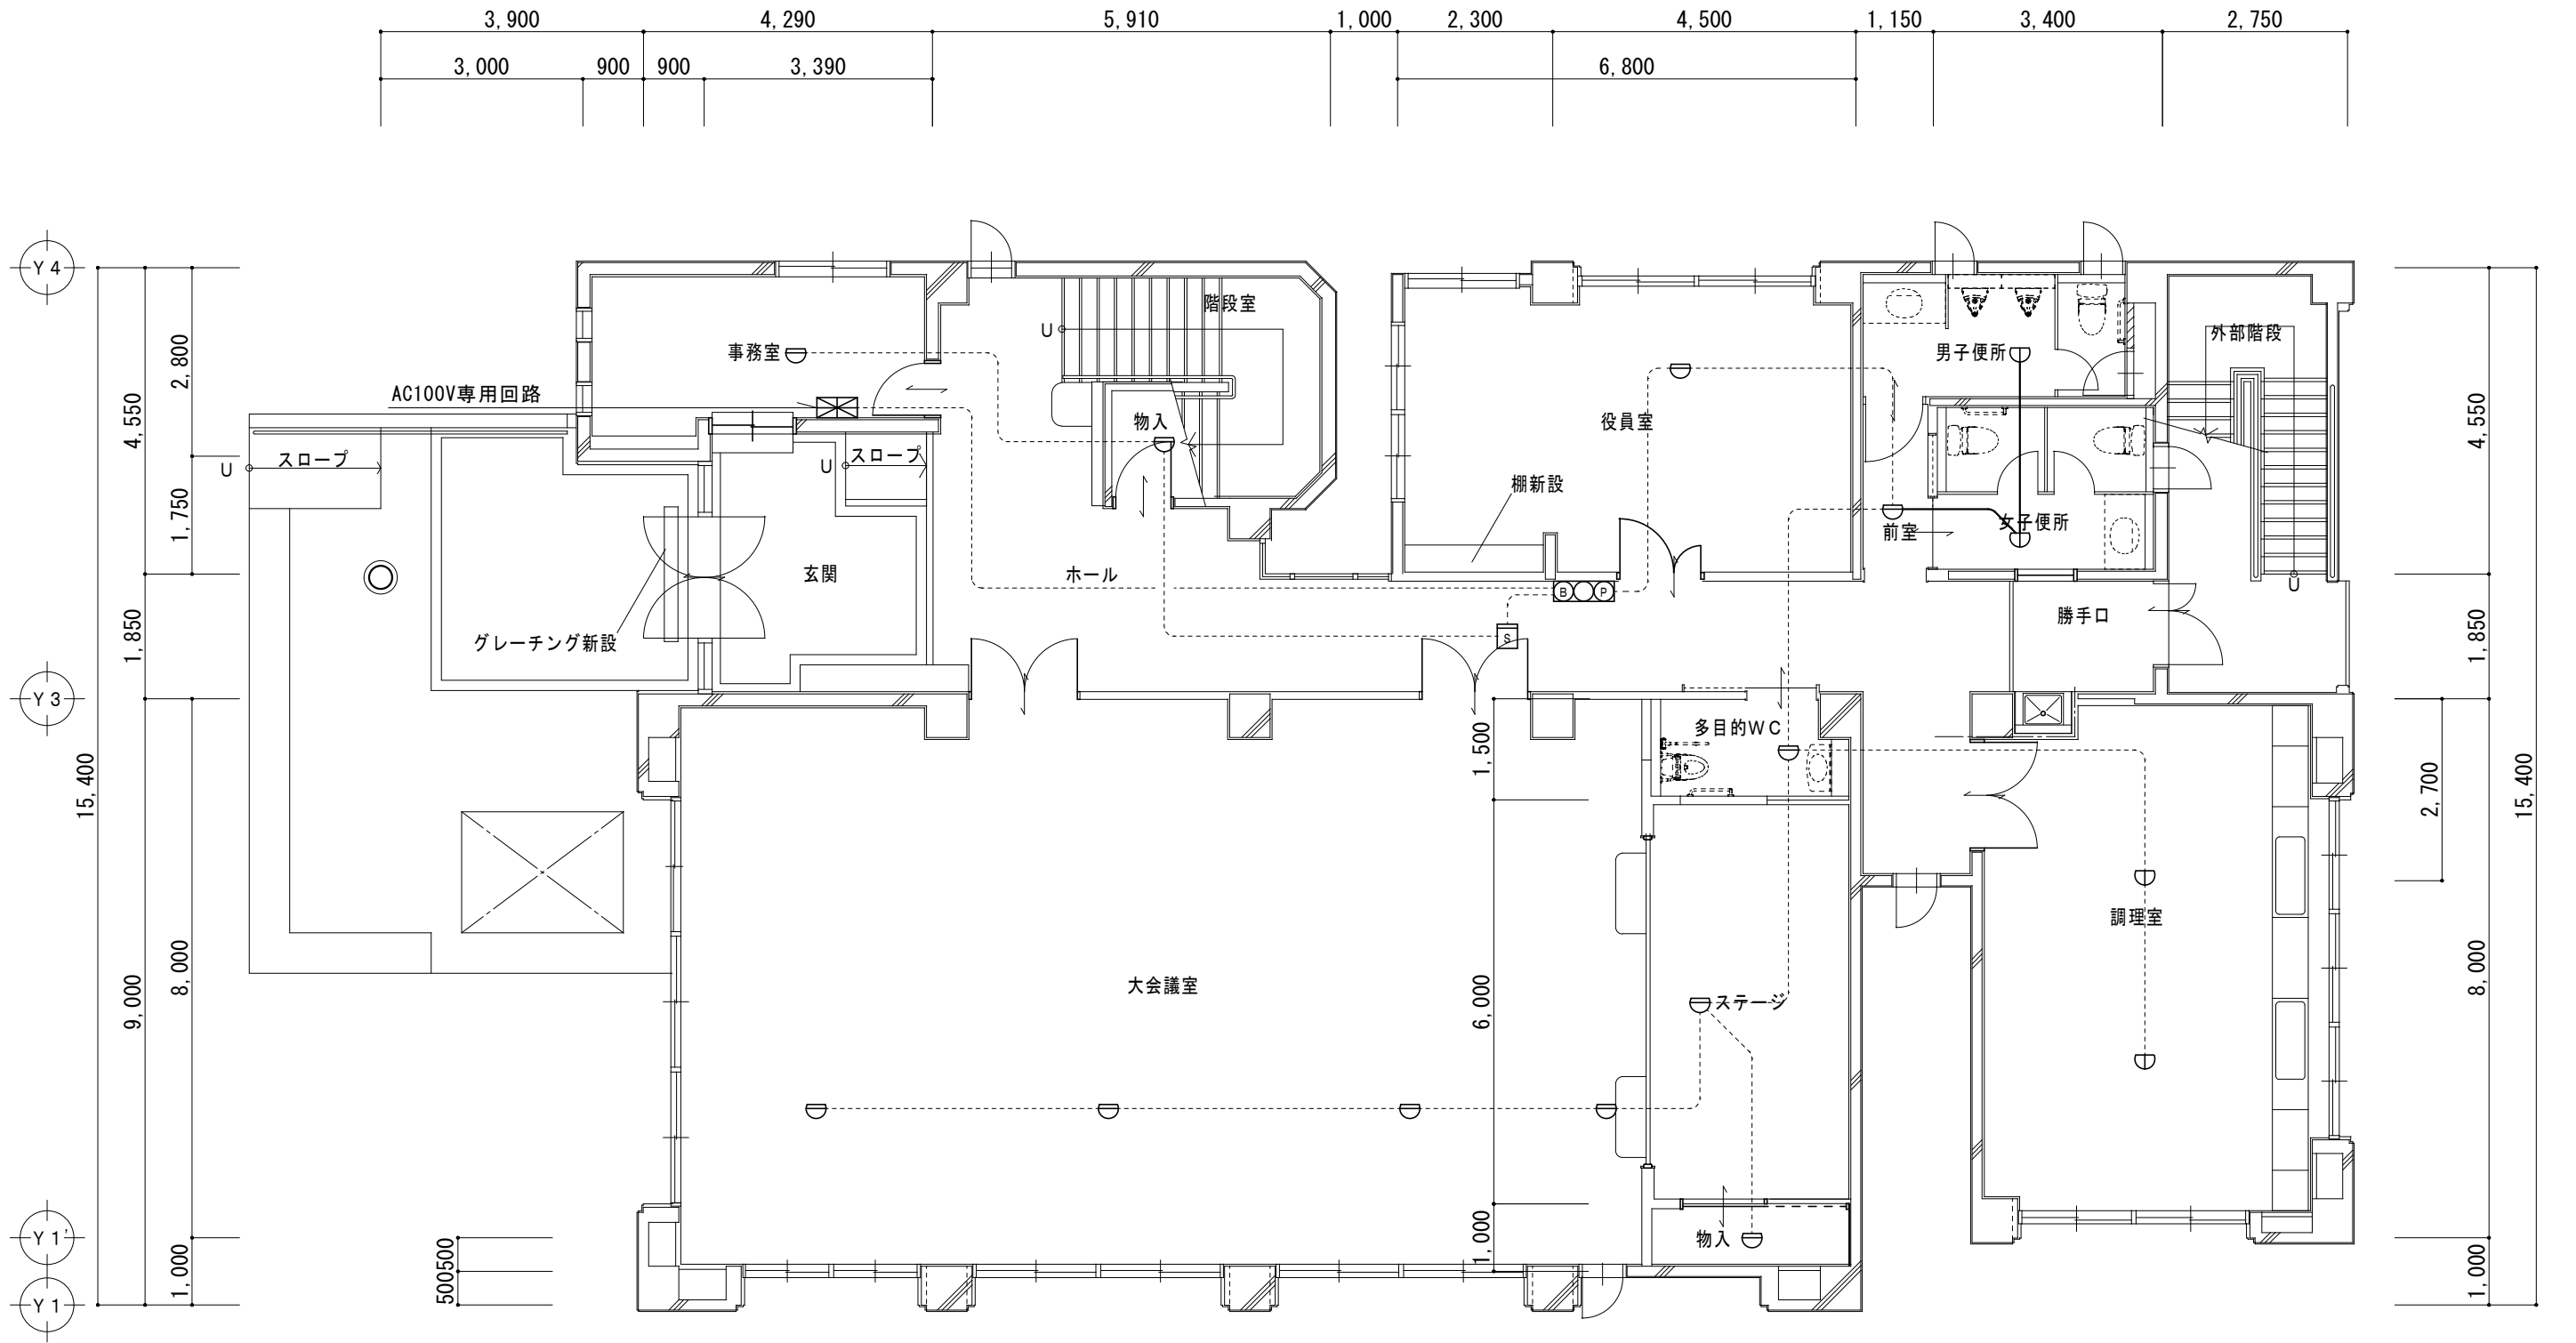 3,900 4,290 5,910 1,000 2,300 4,500 1,150 3,400 2,750
3,000 900 900 3,390 6,800
Y4
階段室
U
外部階段
事務室
男子便所
2,800
AC100V専用回路
4,550
4,550
物入
役員室
U スロープ
U スロープ
棚新設
1,750
前室
女子便所
玄関
ホール
B P
U
勝手口
S
1,850
グレーチング新設
1,850
Y3
多目的WC
1,500
15,400
2,700
15,400
調理室
大会議室
6,000
ステージ
9,000
8,000
8,000
物入
1,000
Y1'
500
500
1,000
1,000
Y1